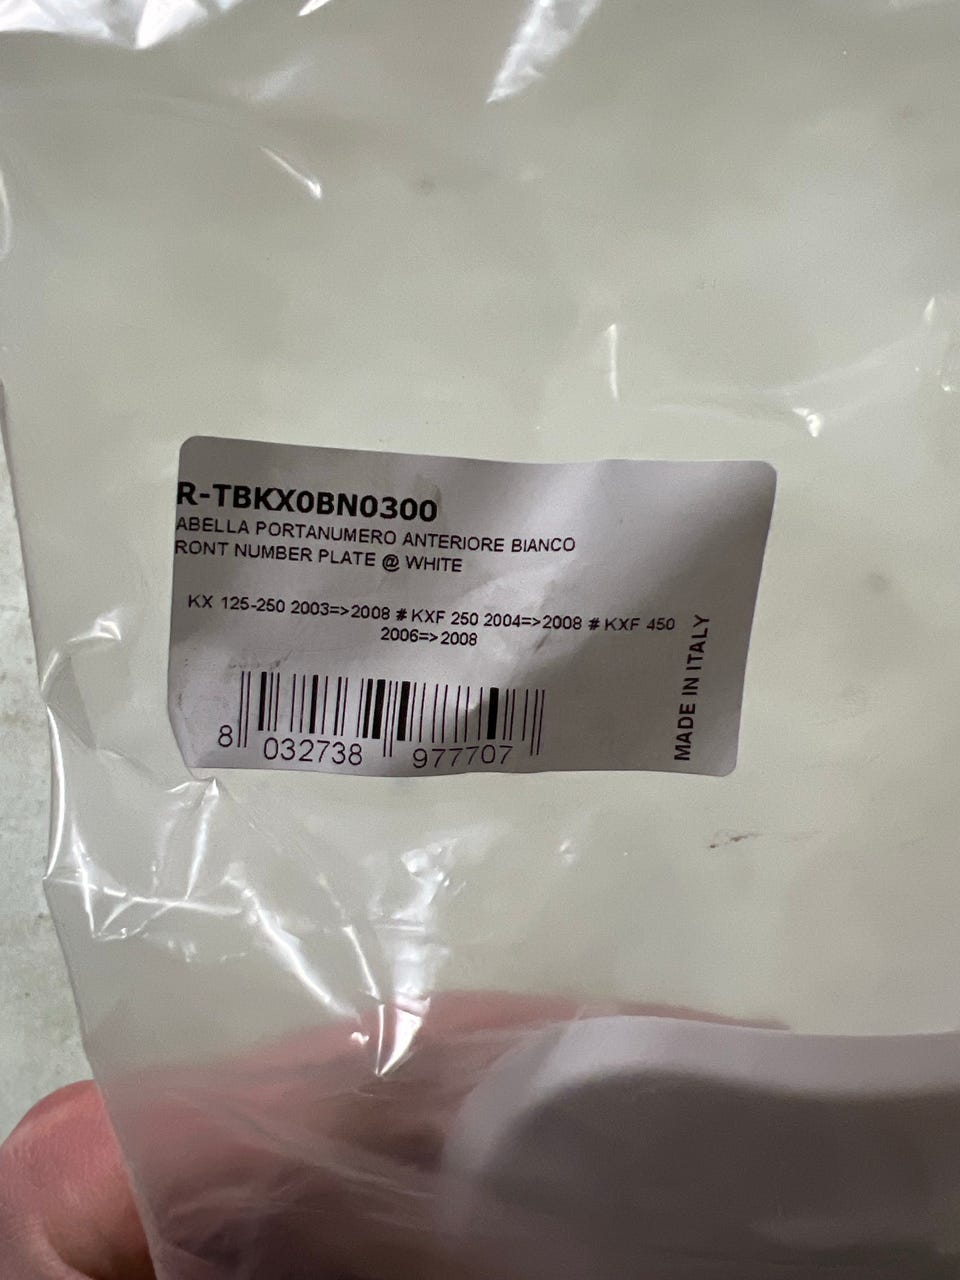 R-TBKX0BN0300
ABELLA PORTANUMERO ANTERIORE BIANCO
RONT NUMBER PLATE @ WHITE
KX 125-250 2003=>2008 # KXF 250 2004=>2008 # KXF 450
2006=>2008
MADE IN ITALY
8 032738 977707